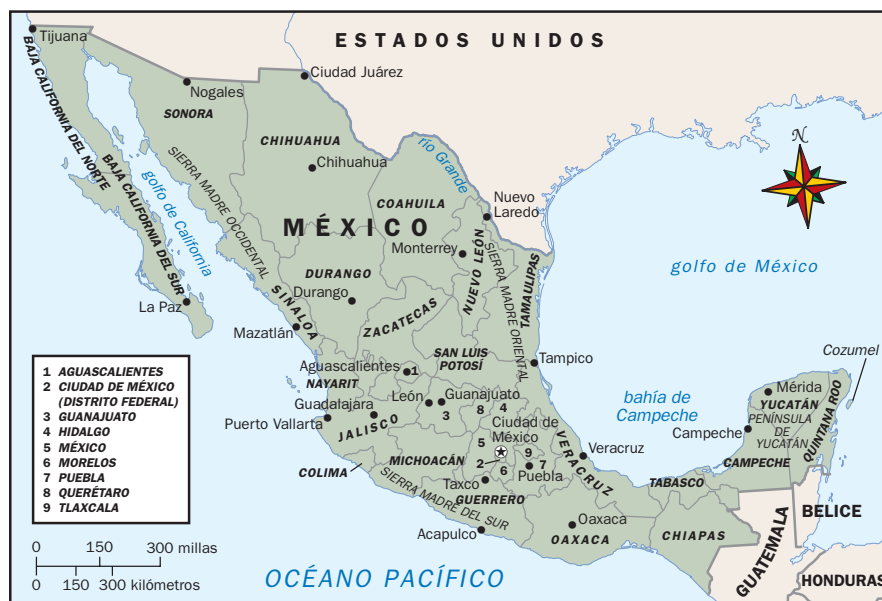 ESTADOS UNIDOS
Tijuana
BAJA CALIFORNIA DEL NORTE
Nogales
Ciudad Juárez
SONORA
CHIHUAHUA
Chihuahua
río Grande
N
BAJA CALIFORNIA DEL SUR
golfo de California
SIERRA MADRE OCCIDENTAL
COAHUILA
Nuevo
Laredo
MÉXICO
Monterrey
NUEVO LEÓN
SIERRA MADRE ORIENTAL
TAMAULIPAS
golfo de México
DURANGO
Durango
La Paz
SINALOA
Mazatlán
ZACATECAS
SAN LUIS
POTOSÍ
Tampico
Cozumel
Aguascalientes
1
NAYARIT
León
Guanajuato
3
8
4
Guadalajara
Puerto Vallarta
JALISCO
Ciudad de
México
bahía de
Campeche
Mérida
YUCATÁN
PENÍNSULA
DE
YUCATÁN
QUINTANA ROO
Campeche
CAMPECHE
VERACRUZ
Veracruz
5
9
2
6
7
Puebla
MICHOACÁN
COLIMA
Taxco
TABASCO
SIERRA MADRE DEL SUR
GUERRERO
Acapulco
Oaxaca
OAXACA
CHIAPAS
BELICE
GUATEMALA
HONDURAS
OCÉANO PACÍFICO
1 AGUASCALIENTES
2 CIUDAD DE MÉXICO
(DISTRITO FEDERAL)
3 GUANAJUATO
4 HIDALGO
5 MÉXICO
6 MORELOS
7 PUEBLA
8 QUERÉTARO
9 TLAXCALA
0 150 300 millas
0 150 300 kilómetros